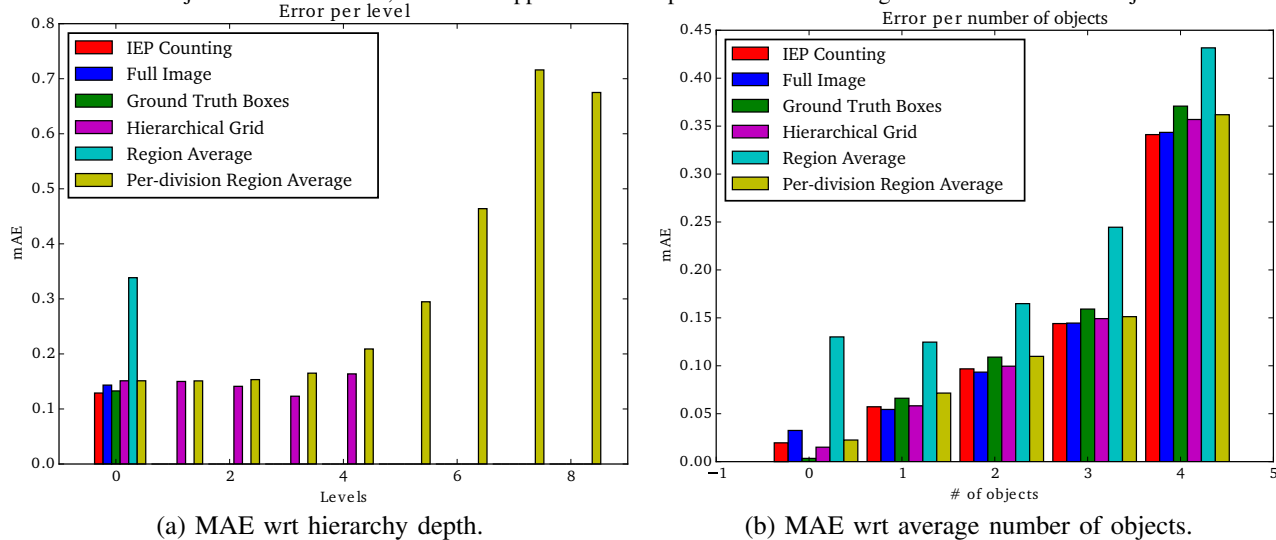 Error per level
0.8
0.7
0.6
0.5
0.4
0.3
0.2
0.1
0.0
mAE
IEP Counting
Full Image
Ground Truth Boxes
Hierarchical Grid
Region Average
Per-division Region Average
0 2 4 6 8
Levels
(a) MAE wrt hierarchy depth.
Error per number of objects
0.45
0.40
0.35
0.30
0.25
0.20
0.15
0.10
0.05
0.00
mAE
IEP Counting
Full Image
Ground Truth Boxes
Hierarchical Grid
Region Average
Per-division Region Average
−1 0 1 2 3 4 5
# of objects
(b) MAE wrt average number of objects.